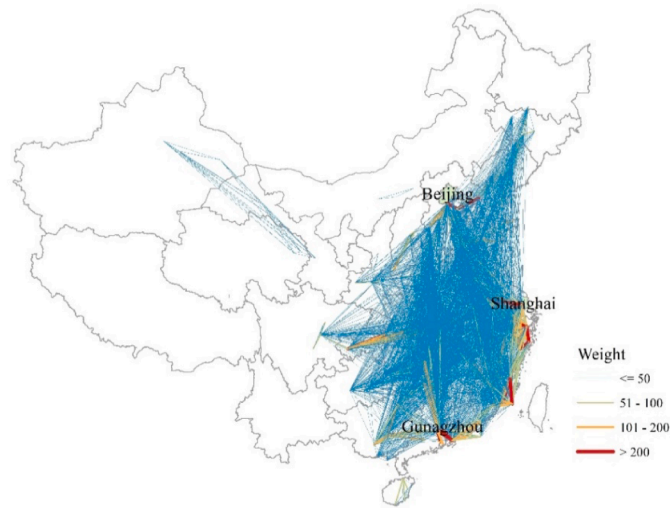 Beijing
Shanghai
Gunagzhou
Weight
<= 50
51 - 100
101 - 200
> 200